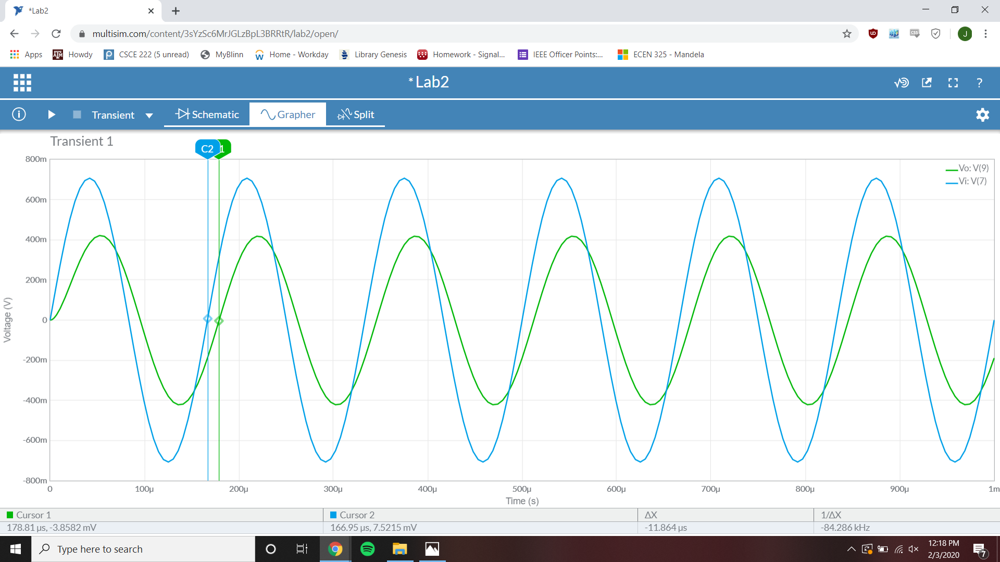 *Lab2
multisim.com/content/3sYzSc6MrJGLzBpL3BRRtR/lab2/open/
UD
CSS
J
Apps
Howdy
CSCE 222 (5 unread)
MyBlinn
Home - Workday
Library Genesis
Homework - Signal...
IEEE Officer Points:...
ECEN 325 - Mandela
*Lab2
?
Transient
Schematic
Grapher
Split
Transient 1
C2
1
800m
600m
400m
200m
0
-200m
-400m
-600m
-800m
Voltage (V)
Vo: V(9)
Vi: V(7)
0 100µ 200µ 300µ 400µ 500µ 600µ 700µ 800µ 900µ 1m
Time (s)
Cursor 1 Cursor 2 ΔX 1/ΔX
178.81 µs, -3.8582 mV 166.95 µs, 7.5215 mV -11.864 µs -84.286 kHz
Type here to search
12:18 PM
2/3/2020
7